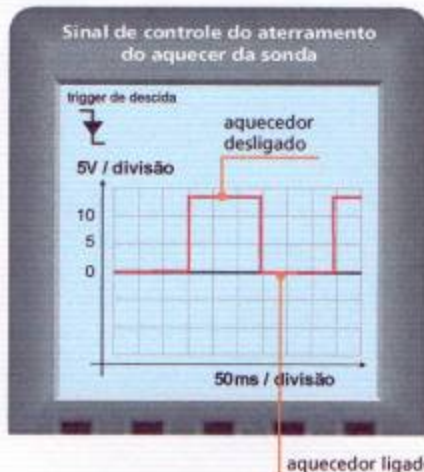 Sinal de controle do aterramento
do aquecer da sonda
trigger de descida
aquecedor
desligado
5V / divisão
10
5
0
50ms / divisão
aquecedor ligad